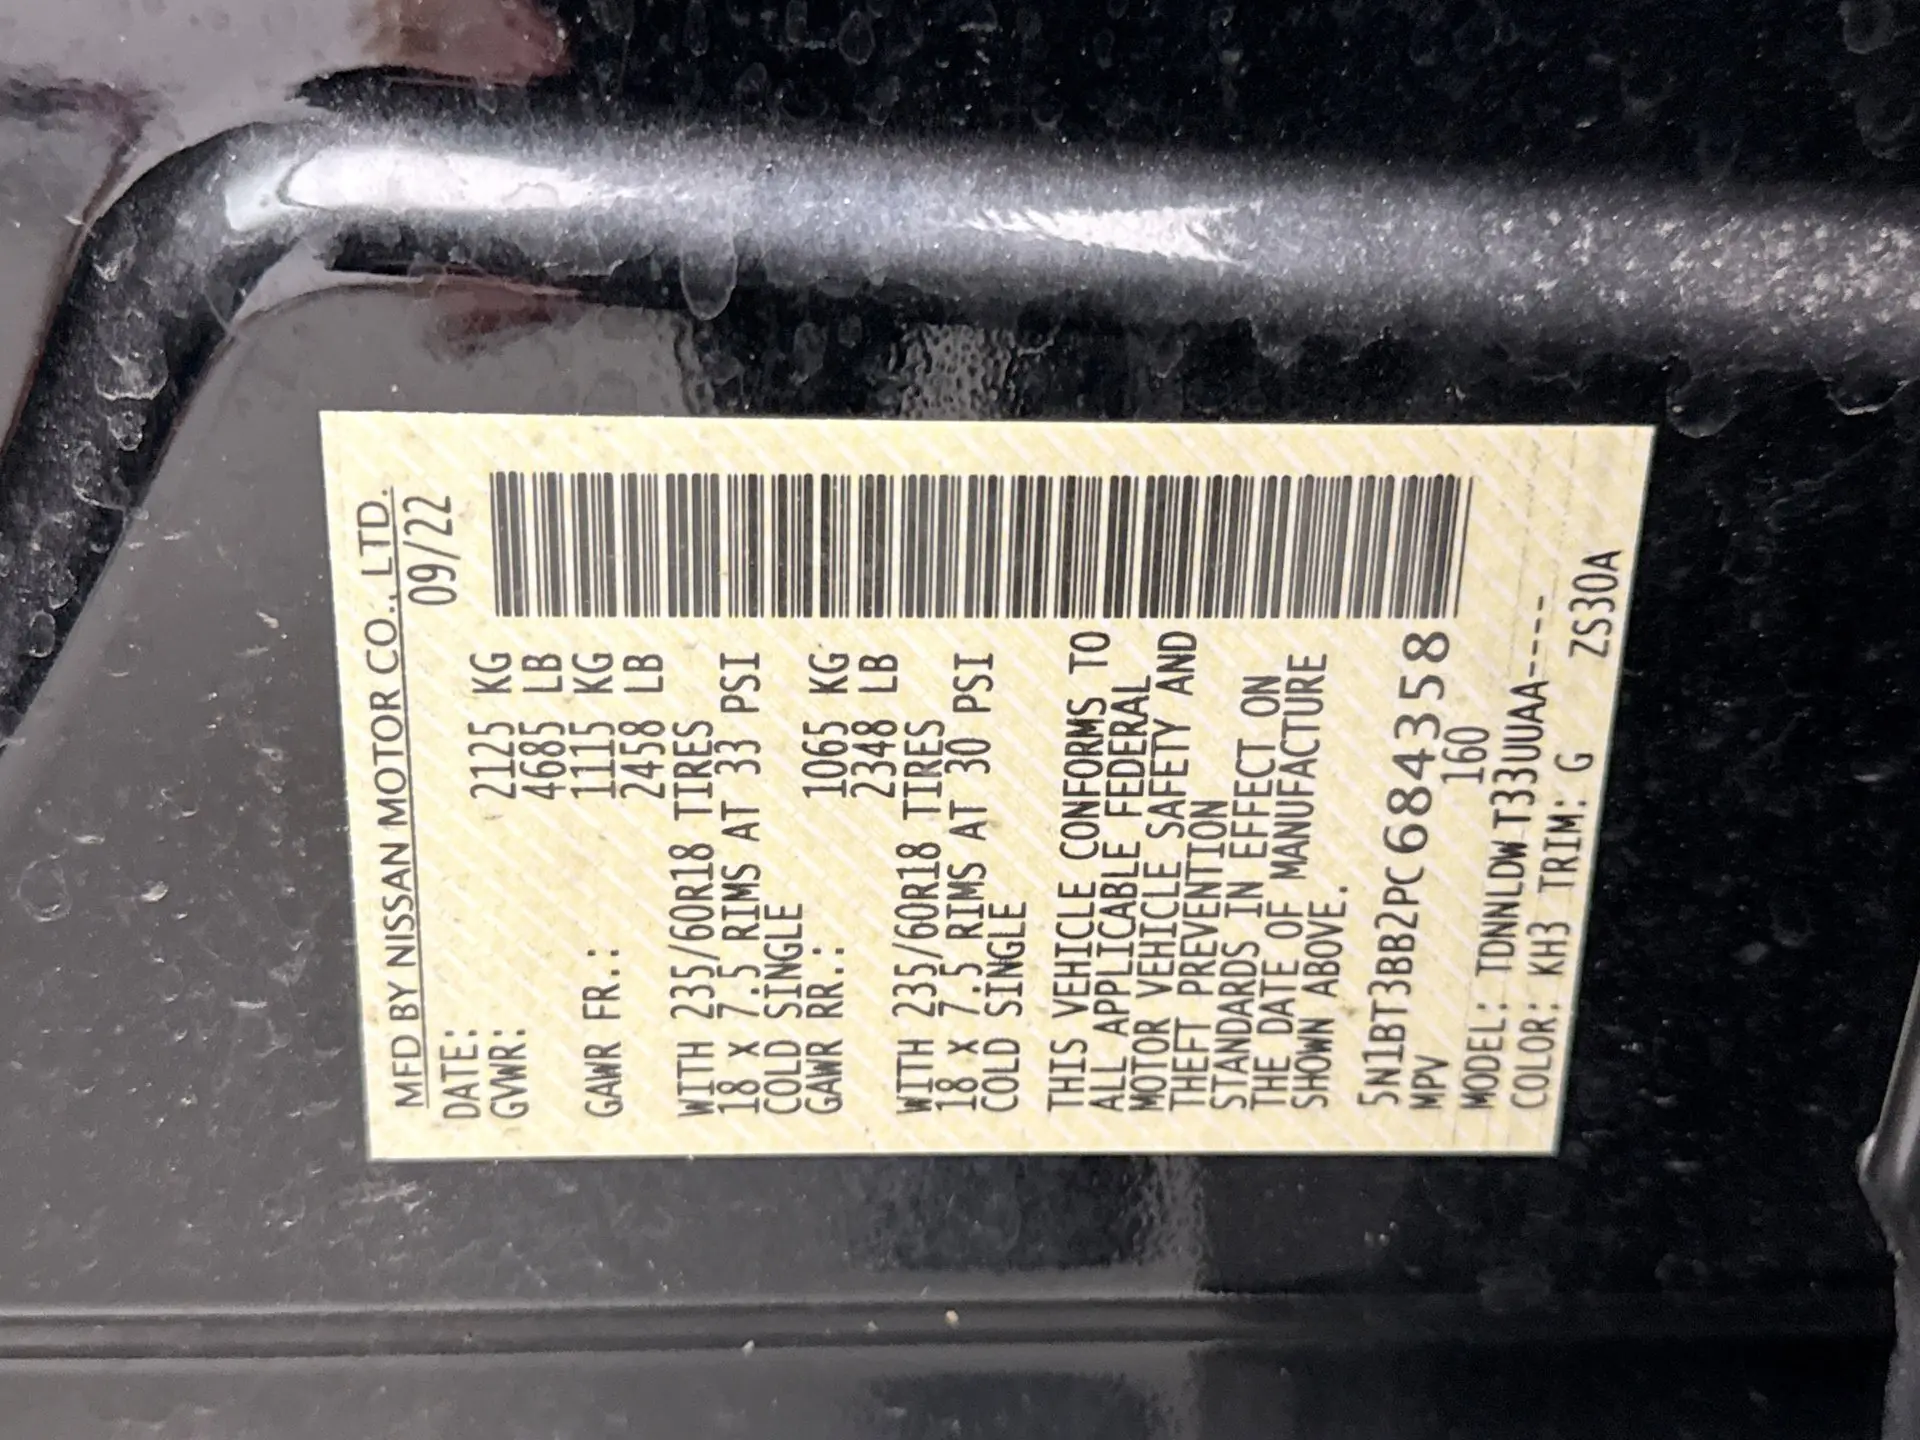 MFD BY NISSAN MOTOR CO., LTD.
DATE: 09/22
GVWR: 2125 KG
4685 LB
GAWR FR.: 1115 KG
2458 LB
WITH 235/60R18 TIRES
18 X 7.5 RIMS AT 33 PSI
COLD SINGLE
GAWR RR.: 1065 KG
2348 LB
WITH 235/60R18 TIRES
18 X 7.5 RIMS AT 30 PSI
COLD SINGLE
THIS VEHICLE CONFORMS TO
ALL APPLICABLE FEDERAL
MOTOR VEHICLE SAFETY AND
THEFT PREVENTION
STANDARDS IN EFFECT ON
THE DATE OF MANUFACTURE
SHOWN ABOVE.
5N1BT3BB2PC684358
MPV 160
MODEL: TDNNLDWT33UUAA----
COLOR: KH3 TRIM: G ZS30A